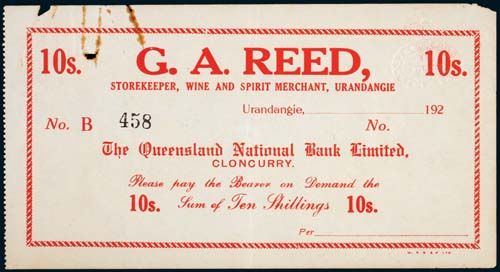 10s. G. A. REED, 10s.
STOREKEEPER, WINE AND SPIRIT MERCHANT, URANDANGIE
Urandangie, 192
No. B 458 No.
The Queensland National Bank Limited,
CLONCURRY.
Please pay the Bearer on Demand the
10s. Sum of Ten Shillings 10s.
Per